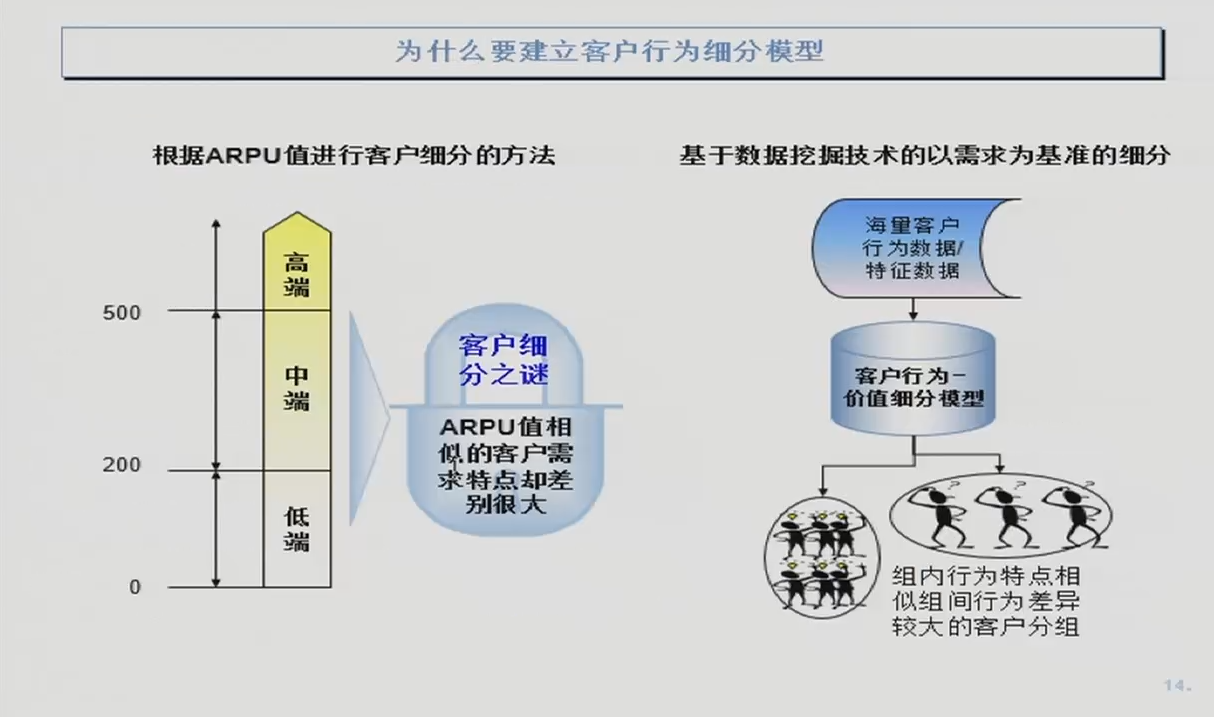 为什么要建立客户行为细分模型
根据ARPU值进行客户细分的方法
高
端
500
中
端
200
低
端
0
客户细
分之谜
ARPU值相
似的客户需
求特点却差
别很大
基于数据挖掘技术的以需求为基准的细分
海量客户
行为数据/
特征数据
客户行为-
价值细分模型
? ? ?
组内行为特点相
似组间行为差异
较大的客户分组
14.